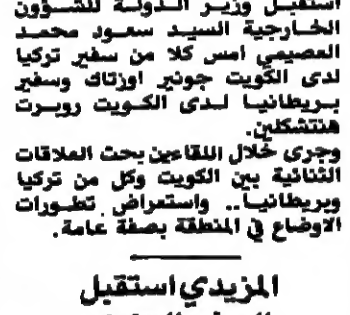 استقبل وزير الدولة للشؤون
الخارجية السيد سعود محمد
العصيمي امس كلا من سفير تركيا
لدى الكويت جونير اوزتاك وسفير
بريطانيا لدى الكويت روبرت
هنتشكلين.
وجرى خلال اللقاءين بحث العلاقات
الثنائية بين الكويت وكل من تركيا
وبريطانيا.. واستعراض تطورات
الاوضاع في المنطقة بصفة عامة.
المزيدي استقبل